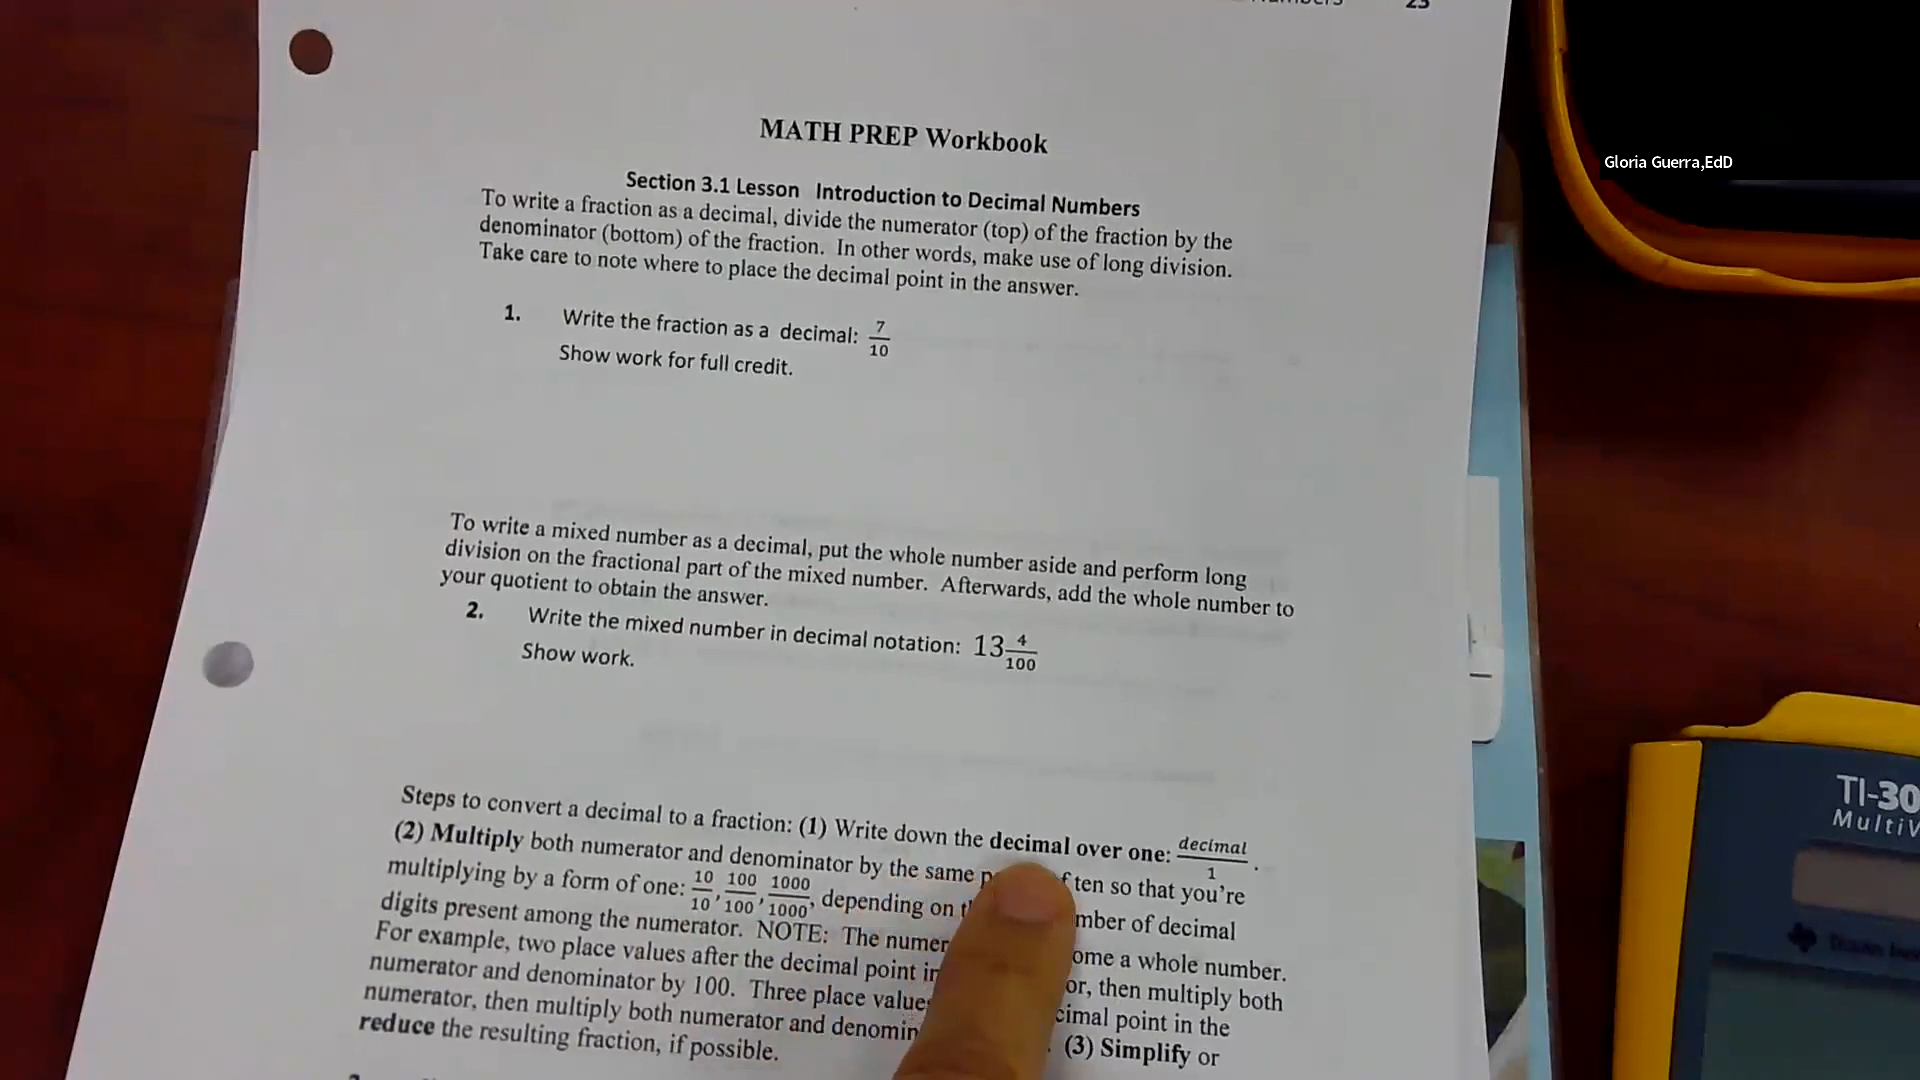 23
MATH PREP Workbook
Gloria Guerra,EdD
Section 3.1 Lesson Introduction to Decimal Numbers
To write a fraction as a decimal, divide the numerator (top) of the fraction by the
denominator (bottom) of the fraction. In other words, make use of long division.
Take care to note where to place the decimal point in the answer.
1. Write the fraction as a decimal: 7/10
Show work for full credit.
To write a mixed number as a decimal, put the whole number aside and perform long
division on the fractional part of the mixed number. Afterwards, add the whole number to
your quotient to obtain the answer.
2. Write the mixed number in decimal notation: 13 4/100
Show work.
Steps to convert a decimal to a fraction: (1) Write down the decimal over one: decimal/1 .
(2) Multiply both numerator and denominator by the same ten so that you're
multiplying by a form of one: 10/10, 100/100, 1000/1000, depending on of decimal
digits present among the numerator. NOTE: The a whole number.
For example, two place values after the decimal point then multiply both
numerator and denominator by 100. Three place point in the
numerator, then multiply both numerator and (3) Simplify or
reduce the resulting fraction, if possible.
TI-30